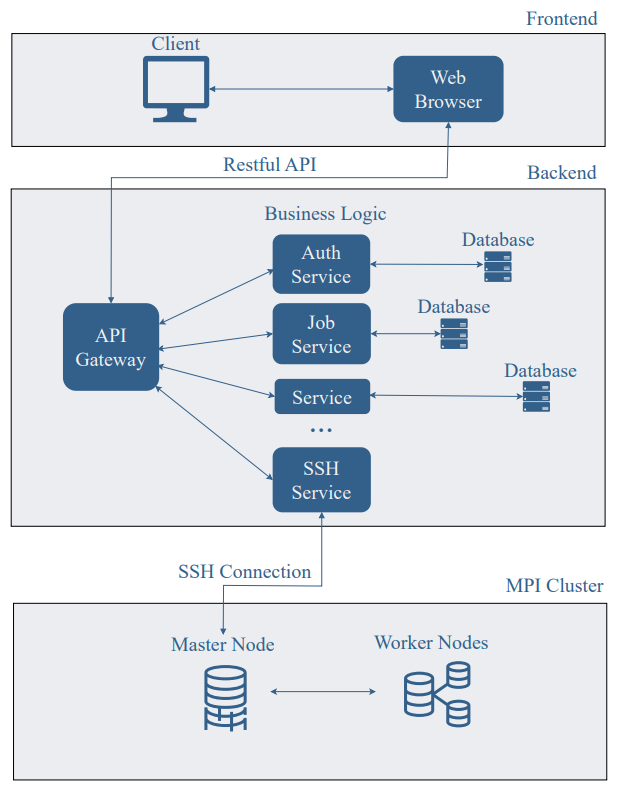 Frontend
Client
Web
Browser
Restful API
Backend
Business Logic
Auth
Service
Database
Job
Service
Database
API
Gateway
Service
Database
...
SSH
Service
SSH Connection
MPI Cluster
Master Node
Worker Nodes